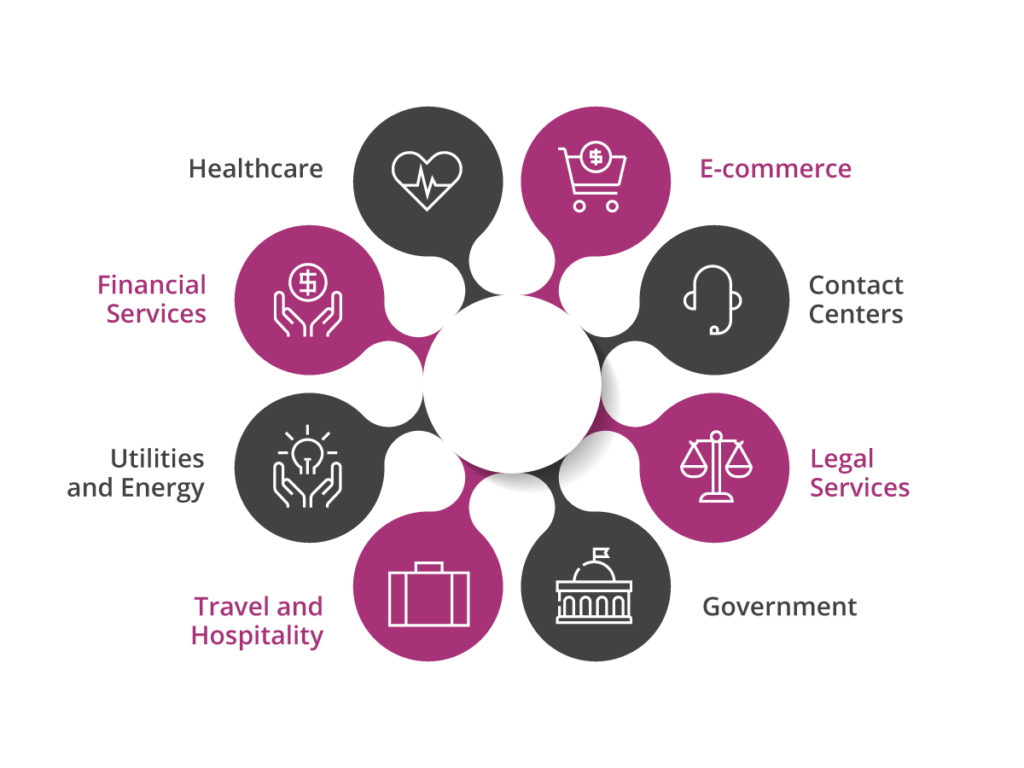 Healthcare
E-commerce
Financial
Services
Contact
Centers
Utilities
and Energy
Legal
Services
Travel and
Hospitality
Government